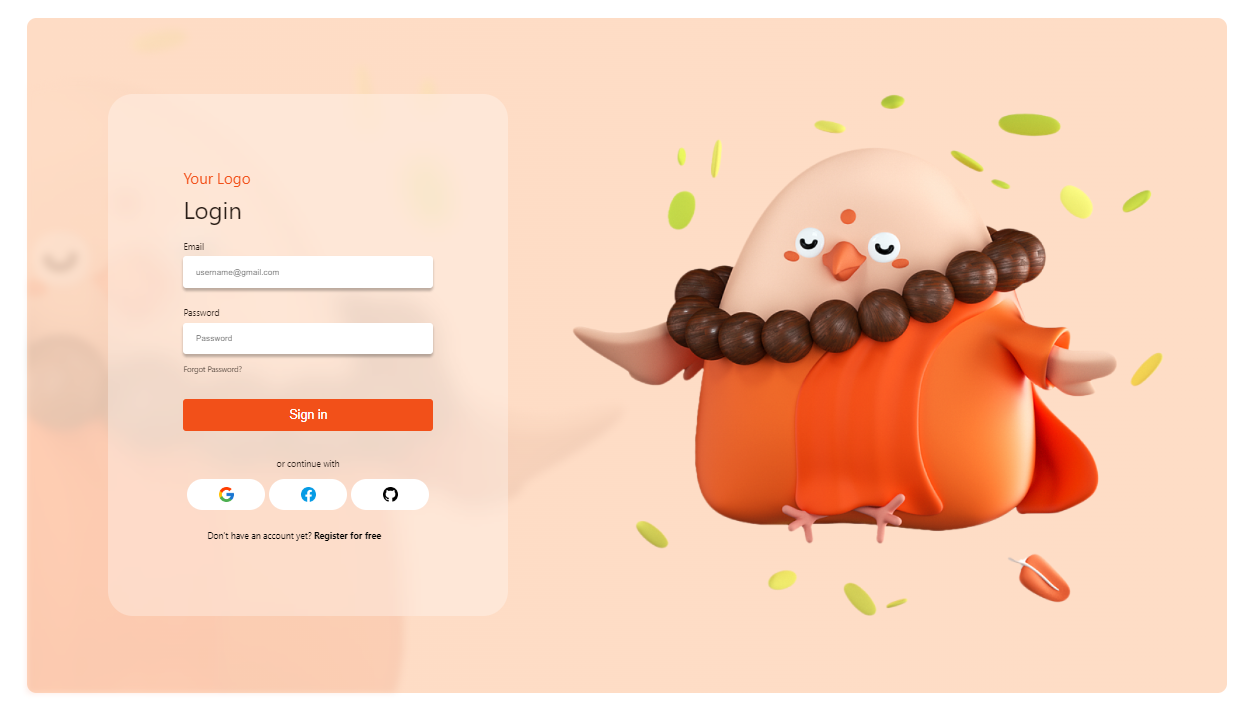 Your Logo
Login
Email
username@gmail.com
Password
Password
Forgot Password?
Sign in
or continue with
Don't have an account yet? Register for free